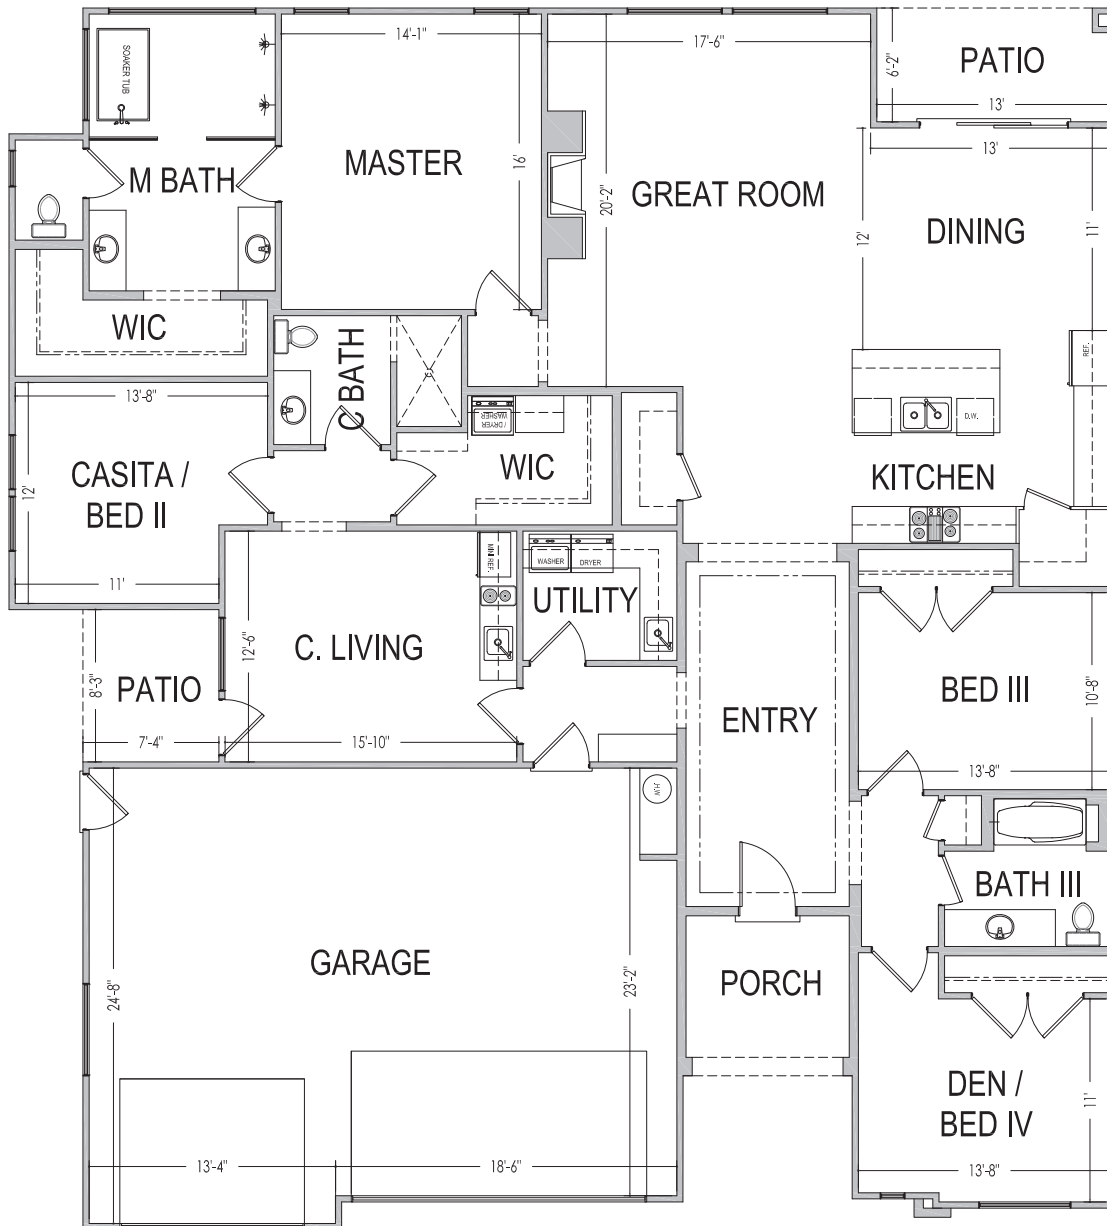 14'-1"
17'-6"
6'-2"
PATIO
13'
SOAKER TUB
M BATH
MASTER
16'
20'-2"
GREAT ROOM
13'
12'
DINING
11'
WIC
C BATH
REF.
13'-8"
CASITA /
BED II
12'
11'
WASHER
/ DRYER
WIC
D.W.
KITCHEN
MINI REF.
WASHER
DRYER
UTILITY
12'-6"
C. LIVING
15'-10"
8'-3"
PATIO
7'-4"
ENTRY
BED III
10'-8"
13'-8"
H.W
BATH III
GARAGE
24'-8"
23'-2"
13'-4"
18'-6"
PORCH
DEN /
BED IV
11'
13'-8"